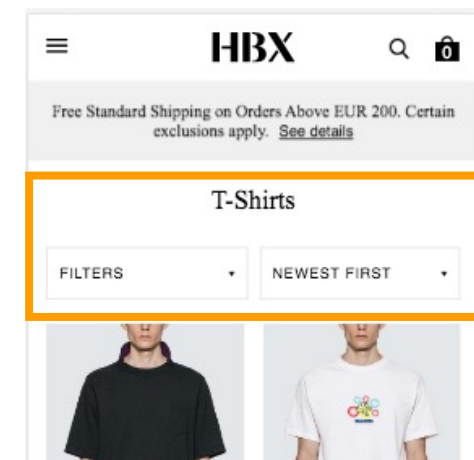 HBX
0
Free Standard Shipping on Orders Above EUR 200. Certain
exclusions apply. See details
T-Shirts
FILTERS
NEWEST FIRST